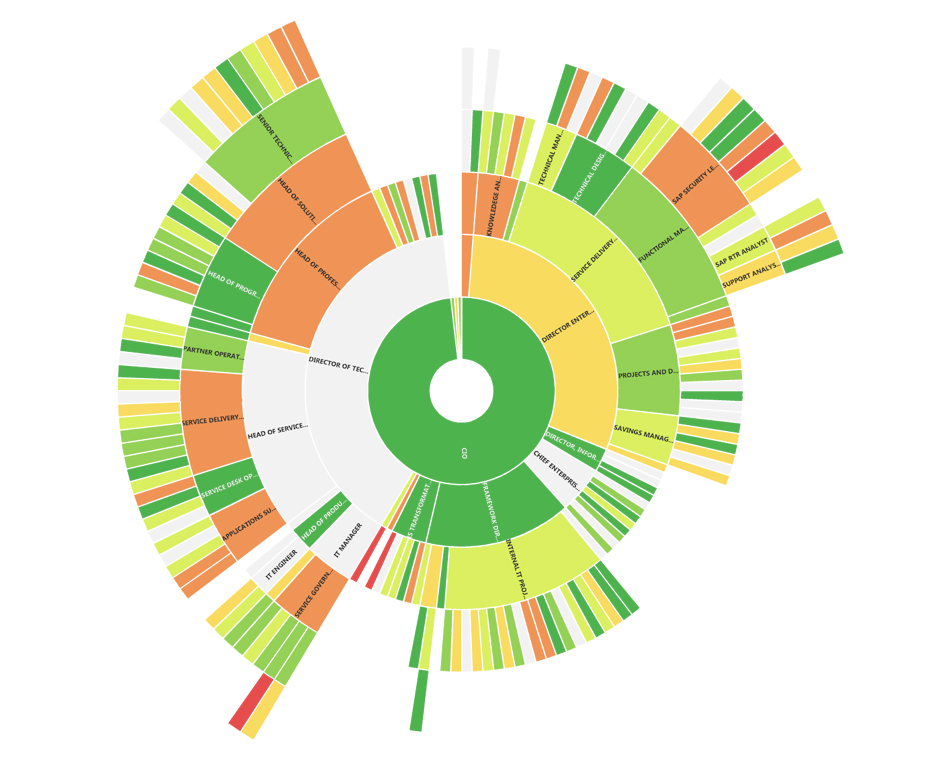 SENIOR TECHNIC...
HEAD OF SOLUTI...
HEAD OF PROFES...
HEAD OF PROGR...
PARTNER OPERAT...
SERVICE DELIVERY...
SERVICE DESK OP...
APPLICATIONS SU...
HEAD OF SERVICE...
DIRECTOR OF TEC...
HEAD OF PRODU...
IT MANAGER
IT ENGINEER
SERVICE GOVERN...
CIO
S TRANSFORMAT...
FRAMEWORK DIR...
INTERNAL IT PROJ...
CHIEF ENTERPRIS...
DIRECTOR, INFOR...
DIRECTOR ENTER...
KNOWLEDEGE AN...
SERVICE DELIVERY...
TECHNICAL MAN...
TECHNICAL DESIG...
FUNCTIONAL MA...
SAP SECURITY LE...
SAP RTR ANALYST
SUPPORT ANALYS...
PROJECTS AND D...
SAVINGS MANAG...